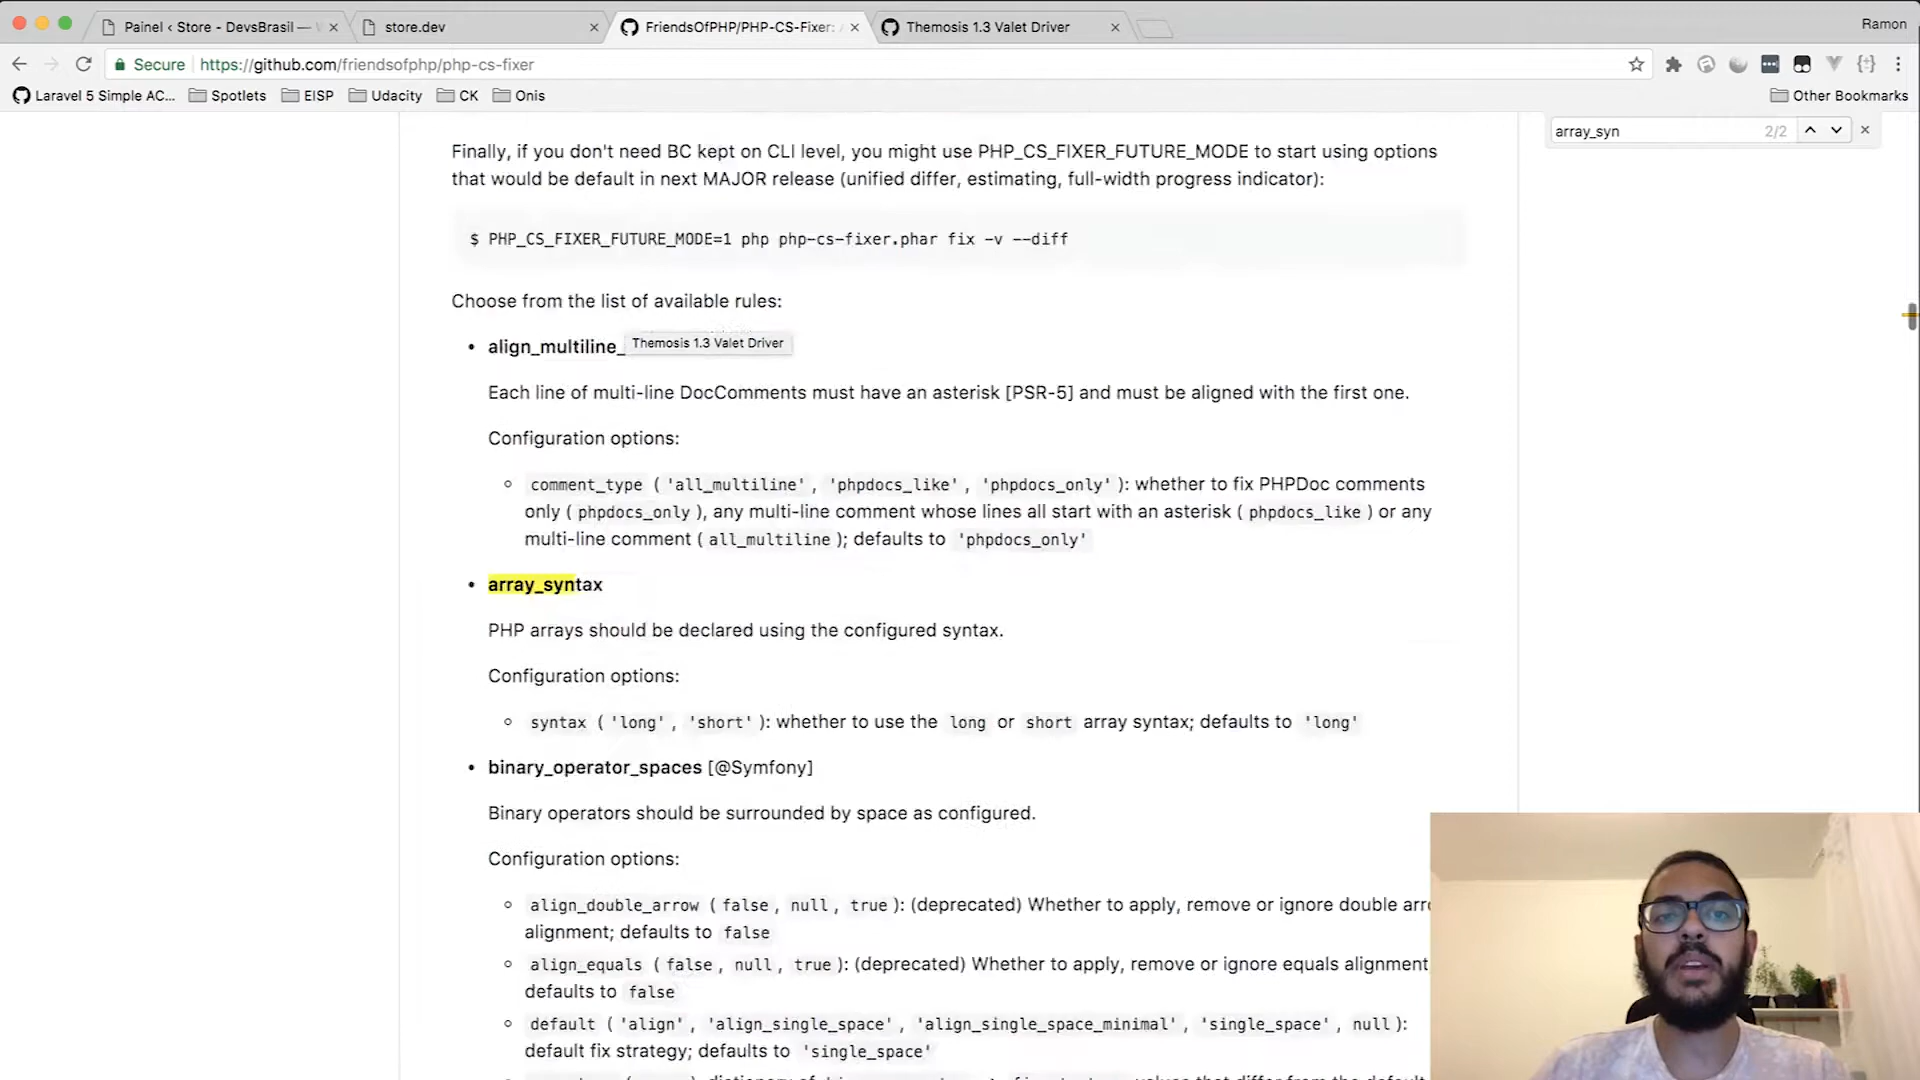 Painel ‹ Store - DevsBrasil —
store.dev
FriendsOfPHP/PHP-CS-Fixer:
Themosis 1.3 Valet Driver
Ramon
Secure
https://github.com/friendsofphp/php-cs-fixer
Laravel 5 Simple AC...
Spotlets
EISP
Udacity
CK
Onis
Other Bookmarks
array_syn 2/2
Finally, if you don't need BC kept on CLI level, you might use PHP_CS_FIXER_FUTURE_MODE to start using options
that would be default in next MAJOR release (unified differ, estimating, full-width progress indicator):
$ PHP_CS_FIXER_FUTURE_MODE=1 php php-cs-fixer.phar fix -v --diff
Choose from the list of available rules:
• align_multiline_
Themosis 1.3 Valet Driver
Each line of multi-line DocComments must have an asterisk [PSR-5] and must be aligned with the first one.
Configuration options:
comment_type ( 'all_multiline' , 'phpdocs_like' , 'phpdocs_only' ): whether to fix PHPDoc comments
only ( phpdocs_only ), any multi-line comment whose lines all start with an asterisk ( phpdocs_like ) or any
multi-line comment ( all_multiline ); defaults to 'phpdocs_only'
• array_syntax
PHP arrays should be declared using the configured syntax.
Configuration options:
syntax ( 'long' , 'short' ): whether to use the long or short array syntax; defaults to 'long'
• binary_operator_spaces [@Symfony]
Binary operators should be surrounded by space as configured.
Configuration options:
align_double_arrow ( false , null , true ): (deprecated) Whether to apply, remove or ignore double arro
alignment; defaults to false
align_equals ( false , null , true ): (deprecated) Whether to apply, remove or ignore equals alignment
defaults to false
default ( 'align' , 'align_single_space' , 'align_single_space_minimal' , 'single_space' , null ):
default fix strategy; defaults to 'single_space'